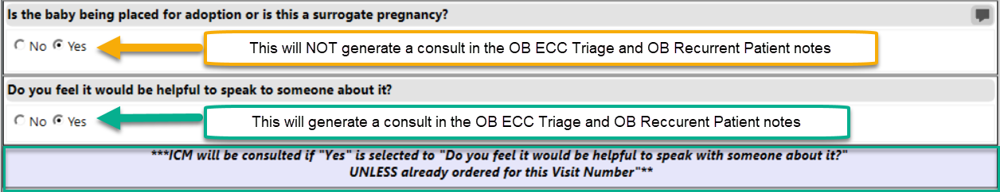 Is the baby being placed for adoption or is this a surrogate pregnancy?
No Yes
This will NOT generate a consult in the OB ECC Triage and OB Recurrent Patient notes
Do you feel it would be helpful to speak to someone about it?
No Yes
This will generate a consult in the OB ECC Triage and OB Reccurent Patient notes
***ICM will be consulted if "Yes" is selected to "Do you feel it would be helpful to speak with someone about it?"
UNLESS already ordered for this Visit Number"**